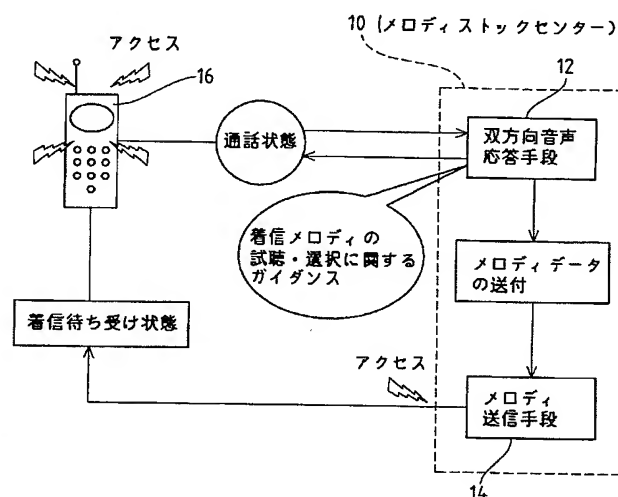 アクセス
10 (メロディストックセンター)
16
12
通話状態
双方向音声
応答手段
着信メロディの
試聴・選択に関する
ガイダンス
メロディデータ
の送付
着信待ち受け状態
アクセス
メロディ
送信手段
14